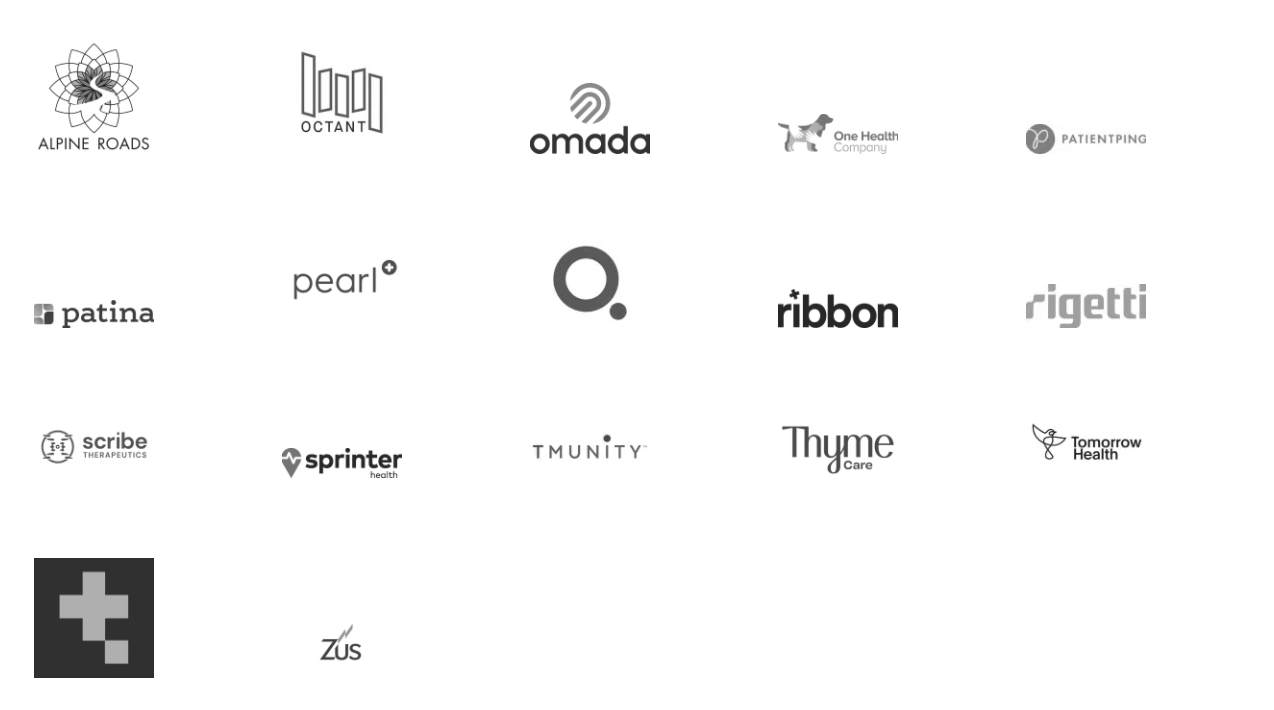 ALPINE ROADS
OCTANT
omada
One Health
Company
PATIENTPING
patina
pearl
ribbon
rigetti
scribe
THERAPEUTICS
sprinter
health
TMUNITY™
Thyme
Care
Tomorrow
Health
Zus